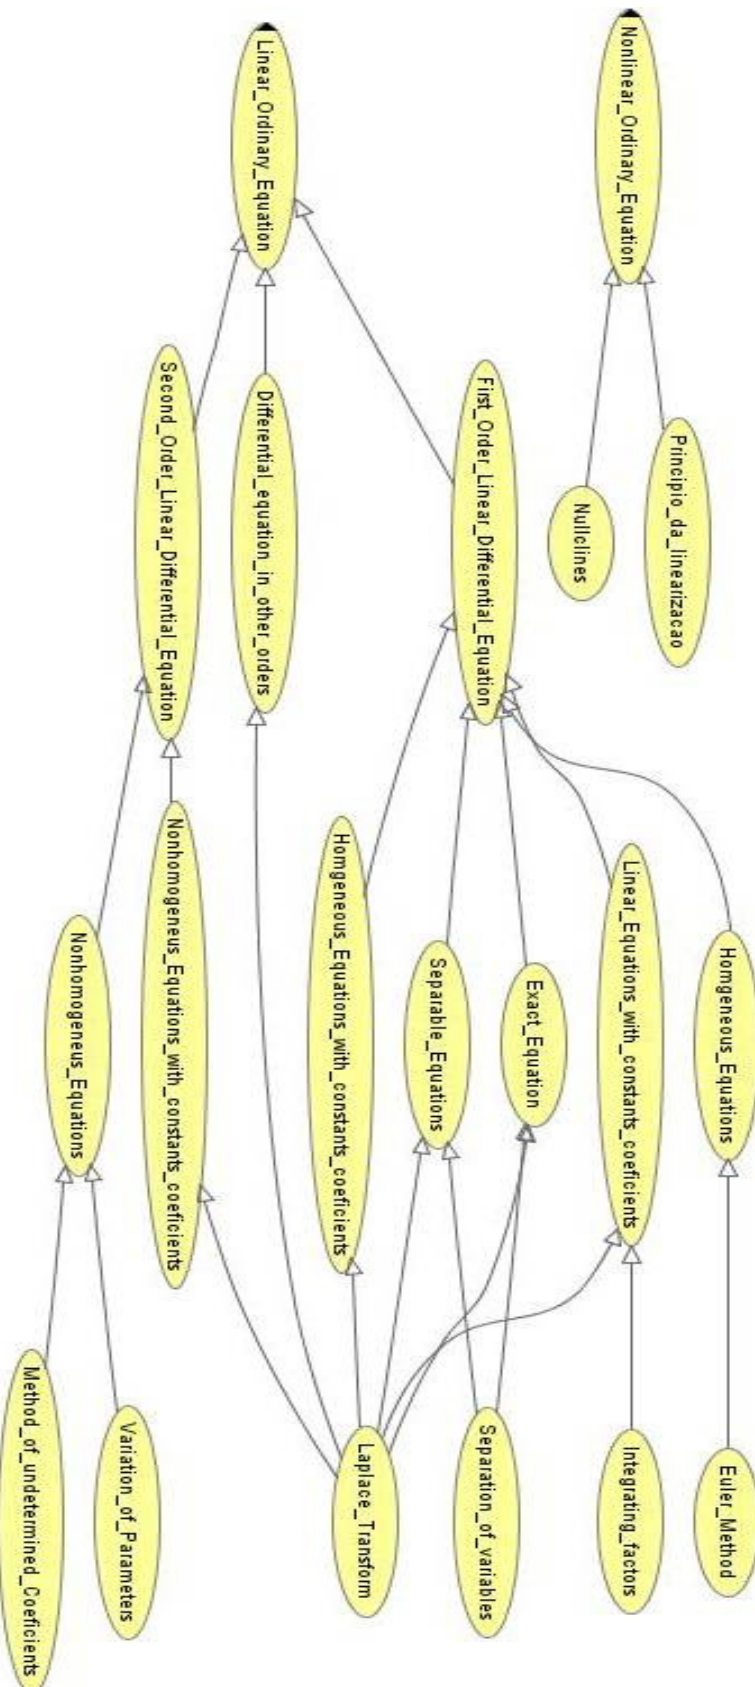 Nonlinear_Ordinary_Equation
Linear_Ordinary_Equation
Principio_da_linearizacao
Nullclines
First_Order_Linear_Differential_Equation
Differential_equation_in_other_orders
Second_Order_Linear_Differential_Equation
Homgeneous_Equations
Linear_Equations_with_constants_coeficients
Exact_Equation
Separable_Equations
Homgeneous_Equations_with_constants_coeficients
Nonhomogeneus_Equations_with_constants_coeficients
Nonhomogeneus_Equations
Euler_Method
Integrating_factors
Separation_of_variables
Laplace_Transform
Variation_of_Parameters
Method_of_undetermined_Coeficients